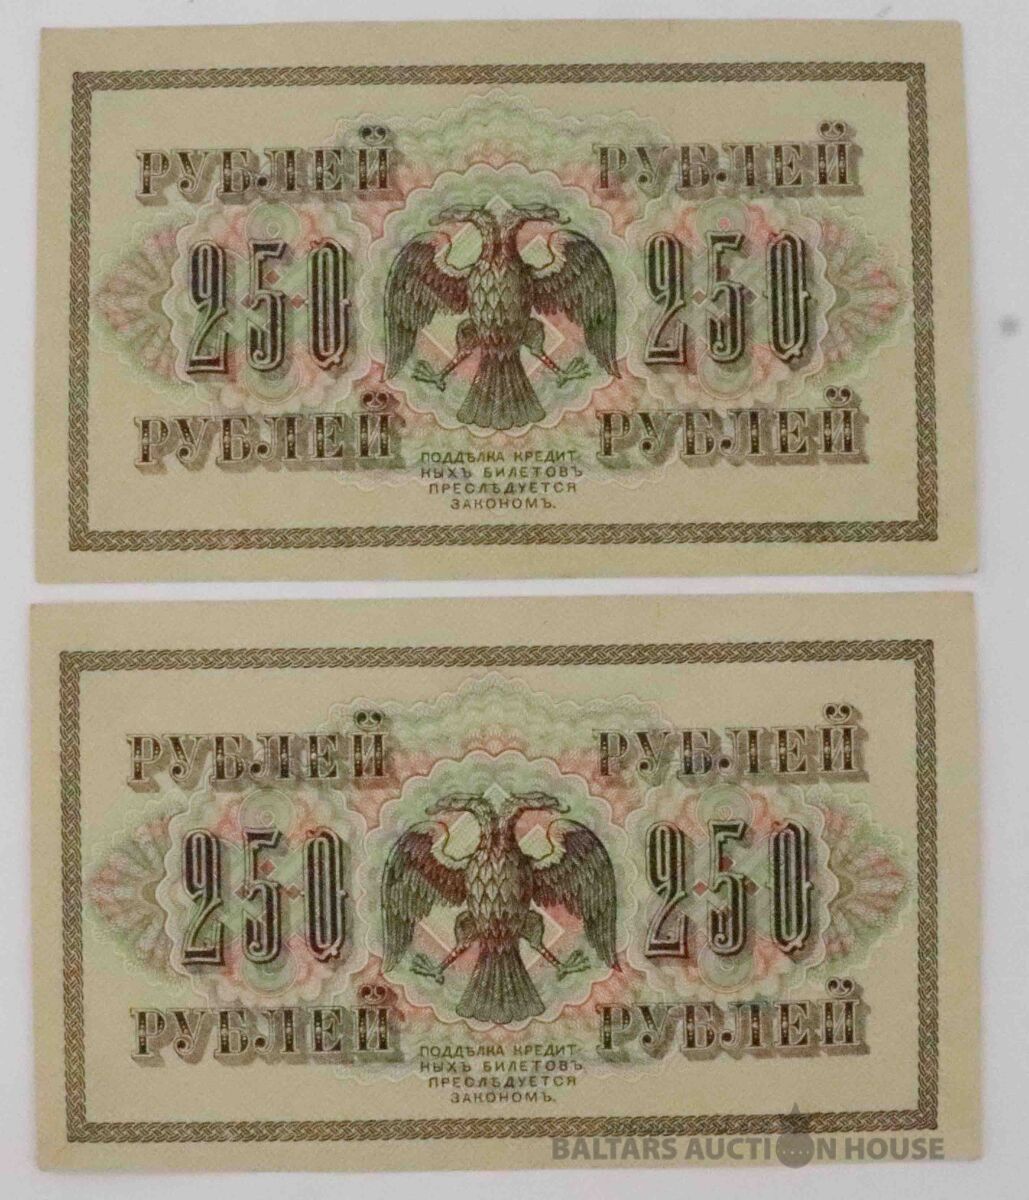 РУБЛЕЙ РУБЛЕЙ
250 250
РУБЛЕЙ РУБЛЕЙ
ПОДДѢЛКА КРЕДИТ-
НЫХЪ БИЛЕТОВЪ
ПРЕСЛѢДУЕТСЯ
ЗАКОНОМЪ.
РУБЛЕЙ РУБЛЕЙ
250 250
РУБЛЕЙ РУБЛЕЙ
ПОДДѢЛКА КРЕДИТ-
НЫХЪ БИЛЕТОВЪ
ПРЕСЛѢДУЕТСЯ
ЗАКОНОМЪ.
BALTARS AUCTION HOUSE